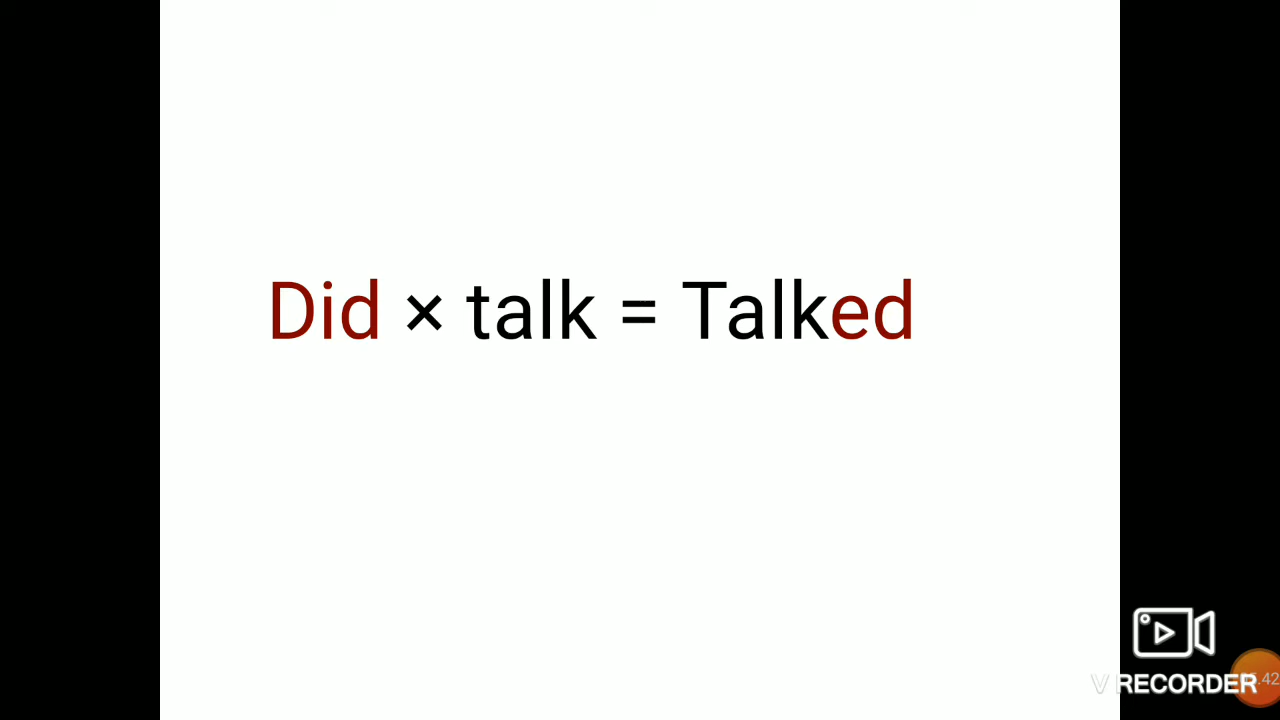 Did × talk = Talked
V RECORDER